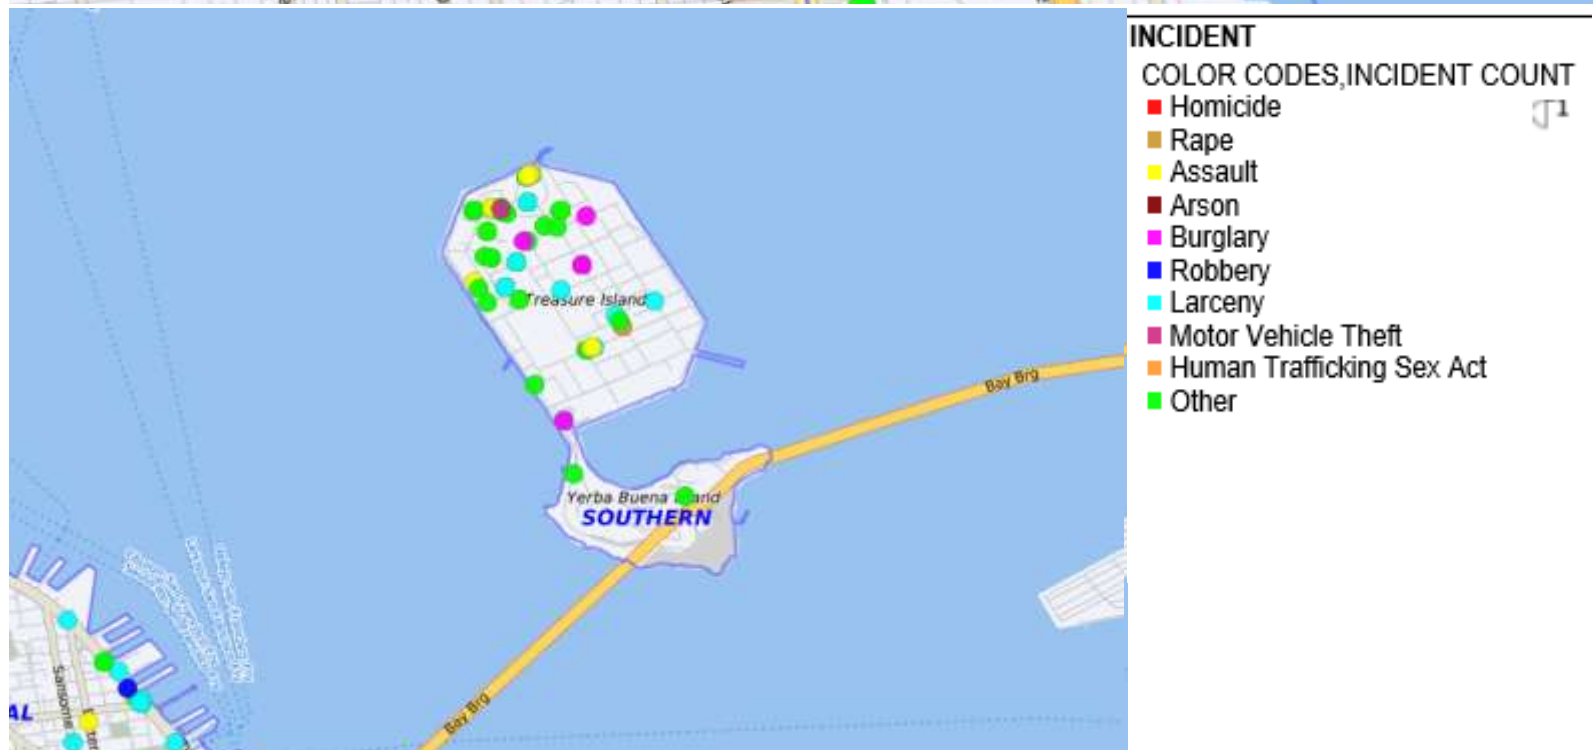 INCIDENT
COLOR CODES,INCIDENT COUNT
1
Homicide
Rape
Assault
Arson
Burglary
Robbery
Larceny
Motor Vehicle Theft
Human Trafficking Sex Act
Other
Treasure Island
Bay Brg
Yerba Buena
SOUTHERN
Sansome
AL
Bay Brg